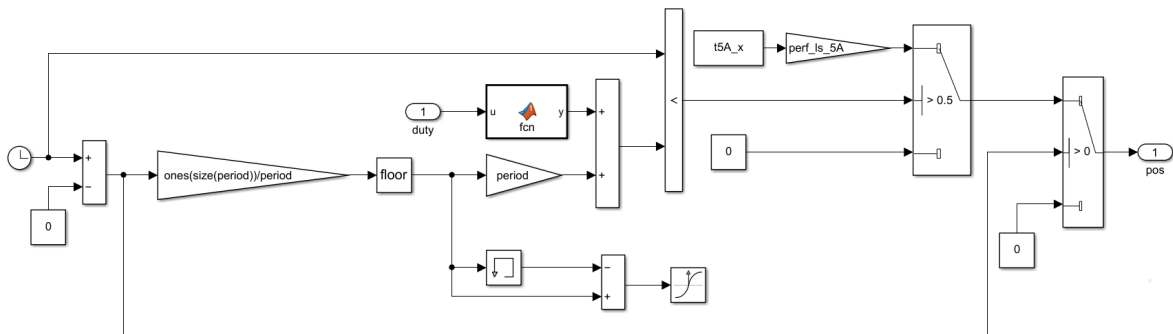 t5A_x
perf_ls_5A
> 0.5
<
1
duty
u
fcn
y
+
+
0
> 0
1
pos
+
−
0
ones(size(period))/period
floor
period
0
−
+